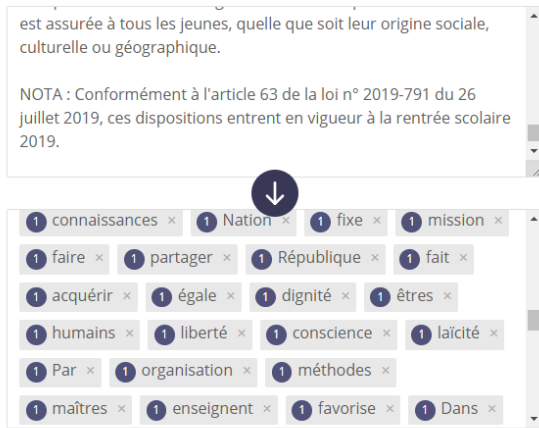 est assurée à tous les jeunes, quelle que soit leur origine sociale,
culturelle ou géographique.
NOTA : Conformément à l'article 63 de la loi n° 2019-791 du 26
juillet 2019, ces dispositions entrent en vigueur à la rentrée scolaire
2019.
1 connaissances × 1 Nation × 1 fixe × 1 mission ×
1 faire × 1 partager × 1 République × 1 fait ×
1 acquérir × 1 égale × 1 dignité × 1 êtres ×
1 humains × 1 liberté × 1 conscience × 1 laïcité ×
1 Par × 1 organisation × 1 méthodes ×
1 maîtres × 1 enseignent × 1 favorise × 1 Dans ×